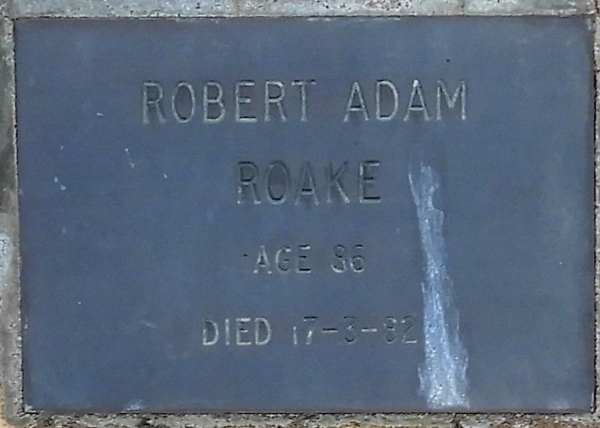 ROBERT ADAM
ROAKE
AGE 86
DIED 17-3-82